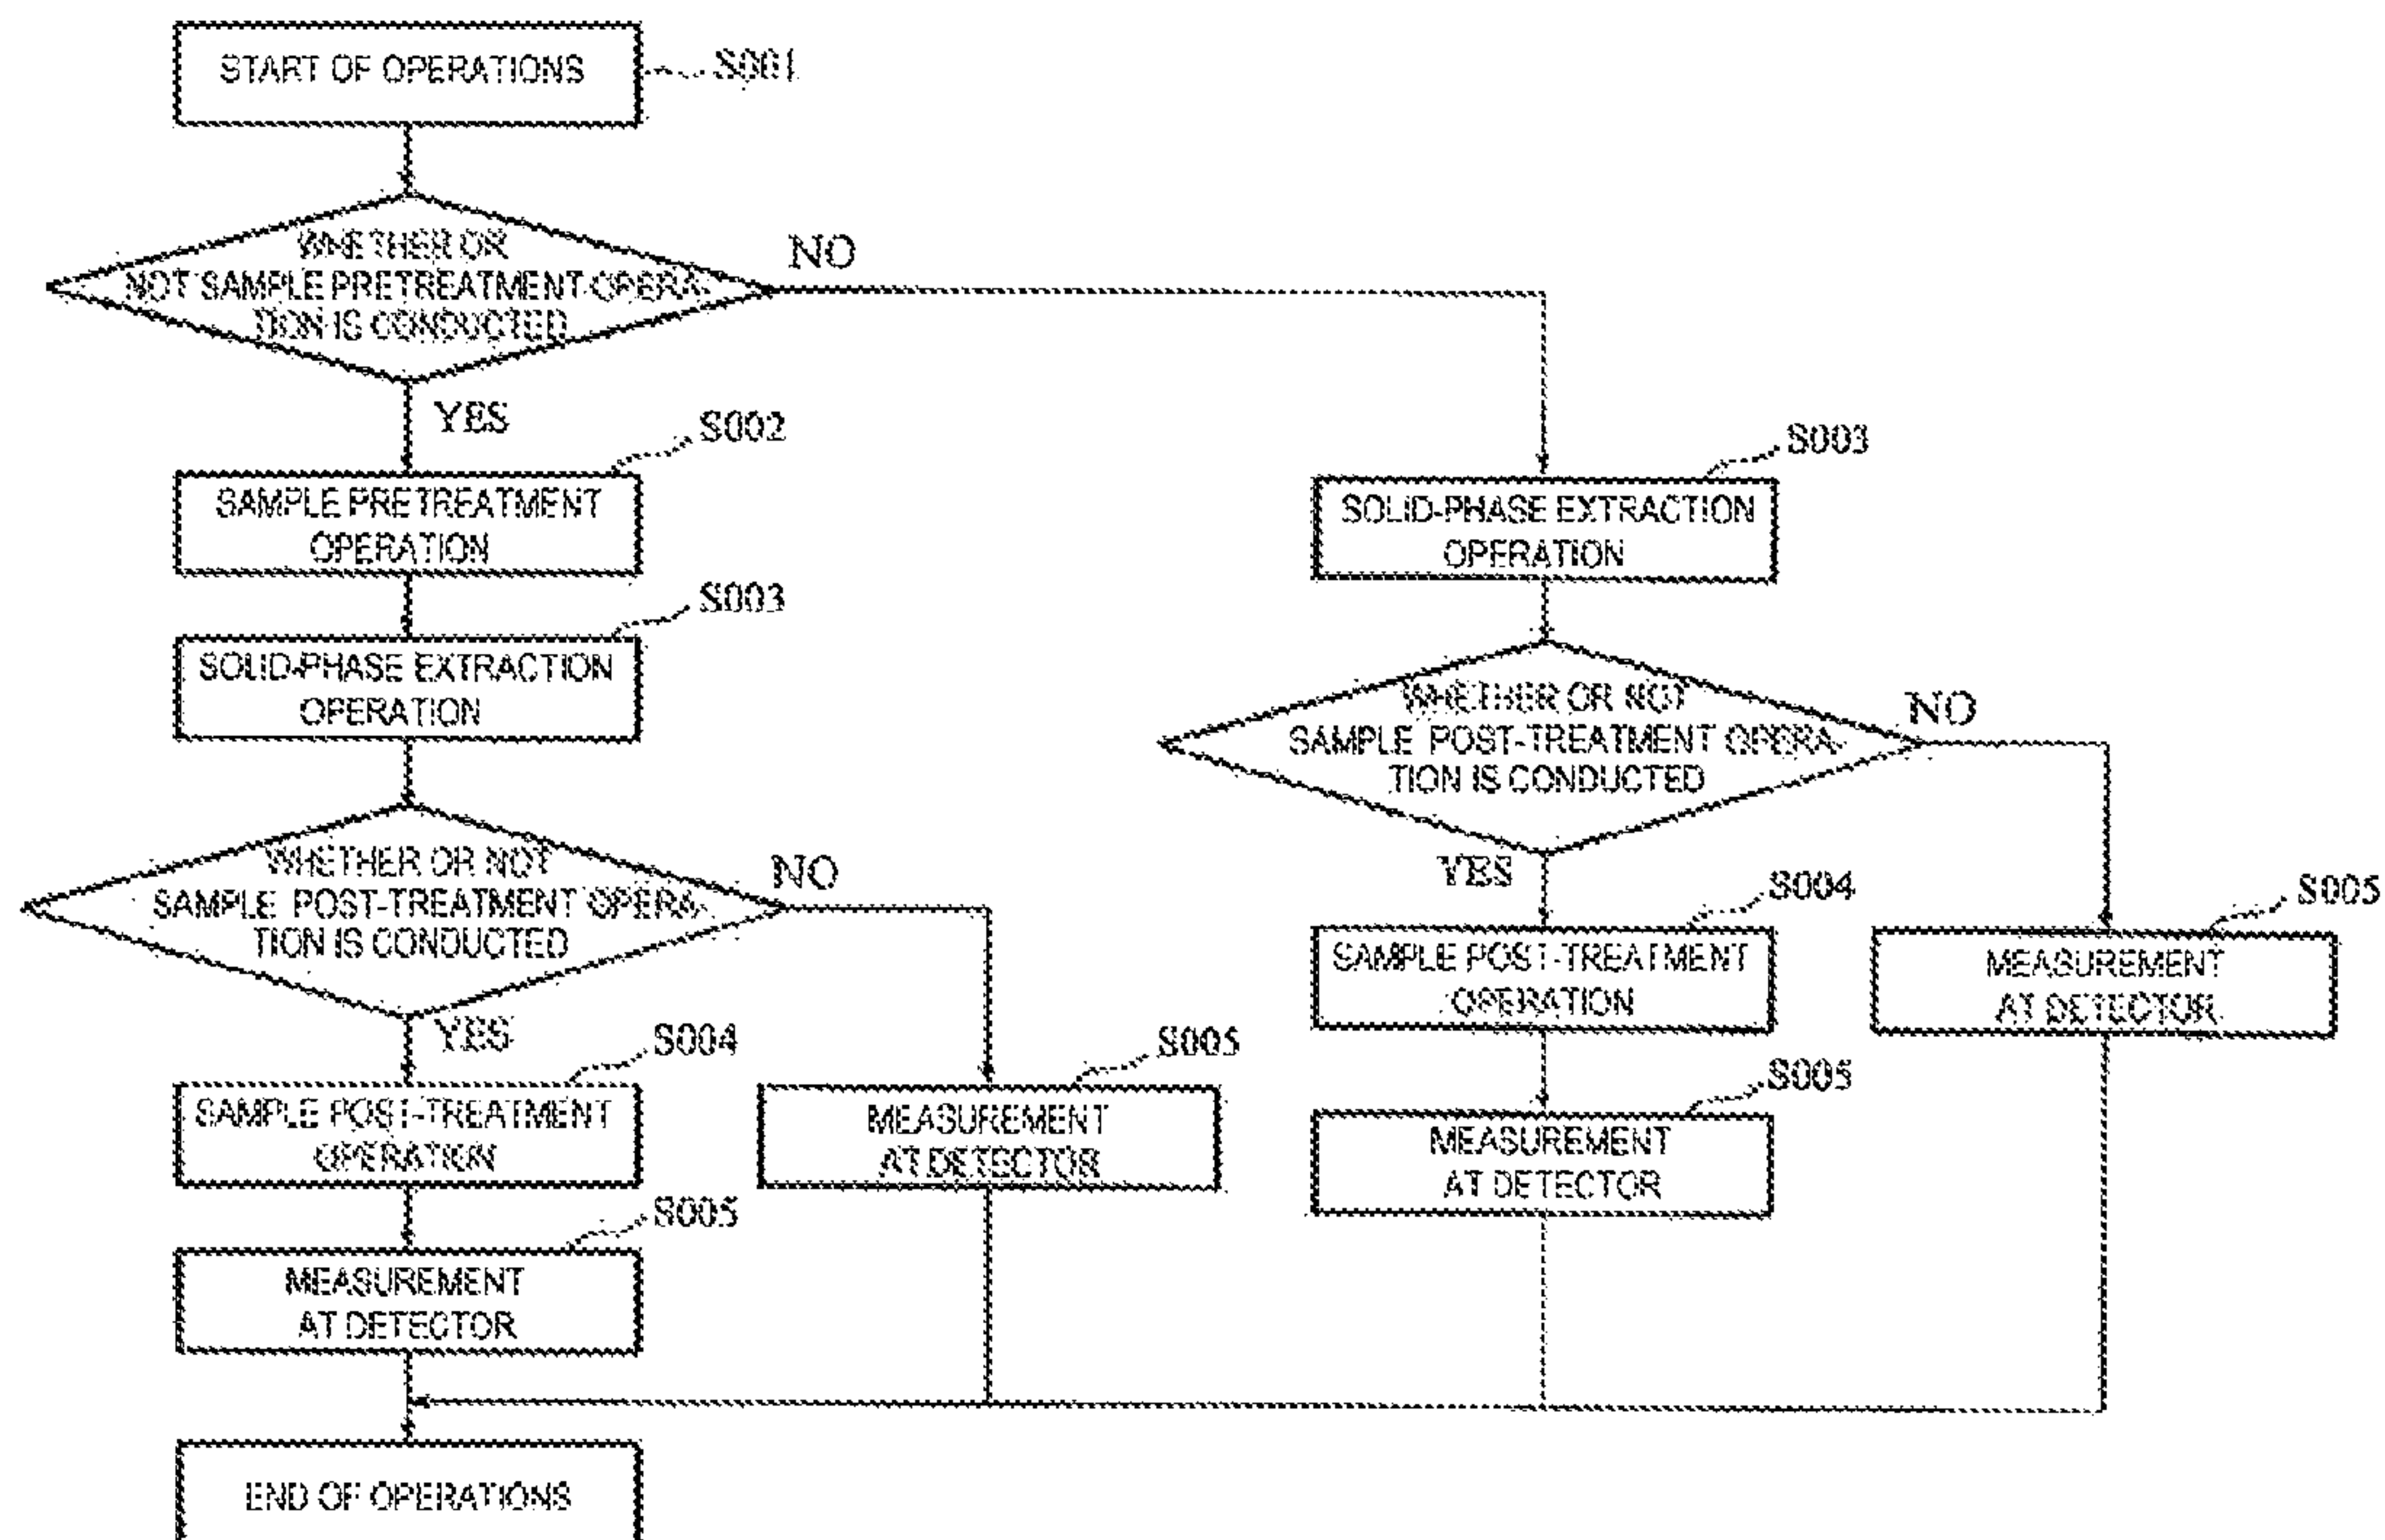 START OF OPERATIONS
S001
WHETHER OR
NOT SAMPLE PRETREATMENT OPERA-
TION IS CONDUCTED
NO
YES
S002
SAMPLE PRETREATMENT
OPERATION
S003
SOLID-PHASE EXTRACTION
OPERATION
WHETHER OR NOT
SAMPLE POST-TREATMENT OPERA-
TION IS CONDUCTED
NO
YES
S004
SAMPLE POST-TREATMENT
OPERATION
S005
MEASUREMENT
AT DETECTOR
S005
MEASUREMENT
AT DETECTOR
S003
SOLID-PHASE EXTRACTION
OPERATION
WHETHER OR NOT
SAMPLE POST-TREATMENT OPERA-
TION IS CONDUCTED
NO
YES
S004
SAMPLE POST-TREATMENT
OPERATION
S005
MEASUREMENT
AT DETECTOR
S005
MEASUREMENT
AT DETECTOR
END OF OPERATIONS